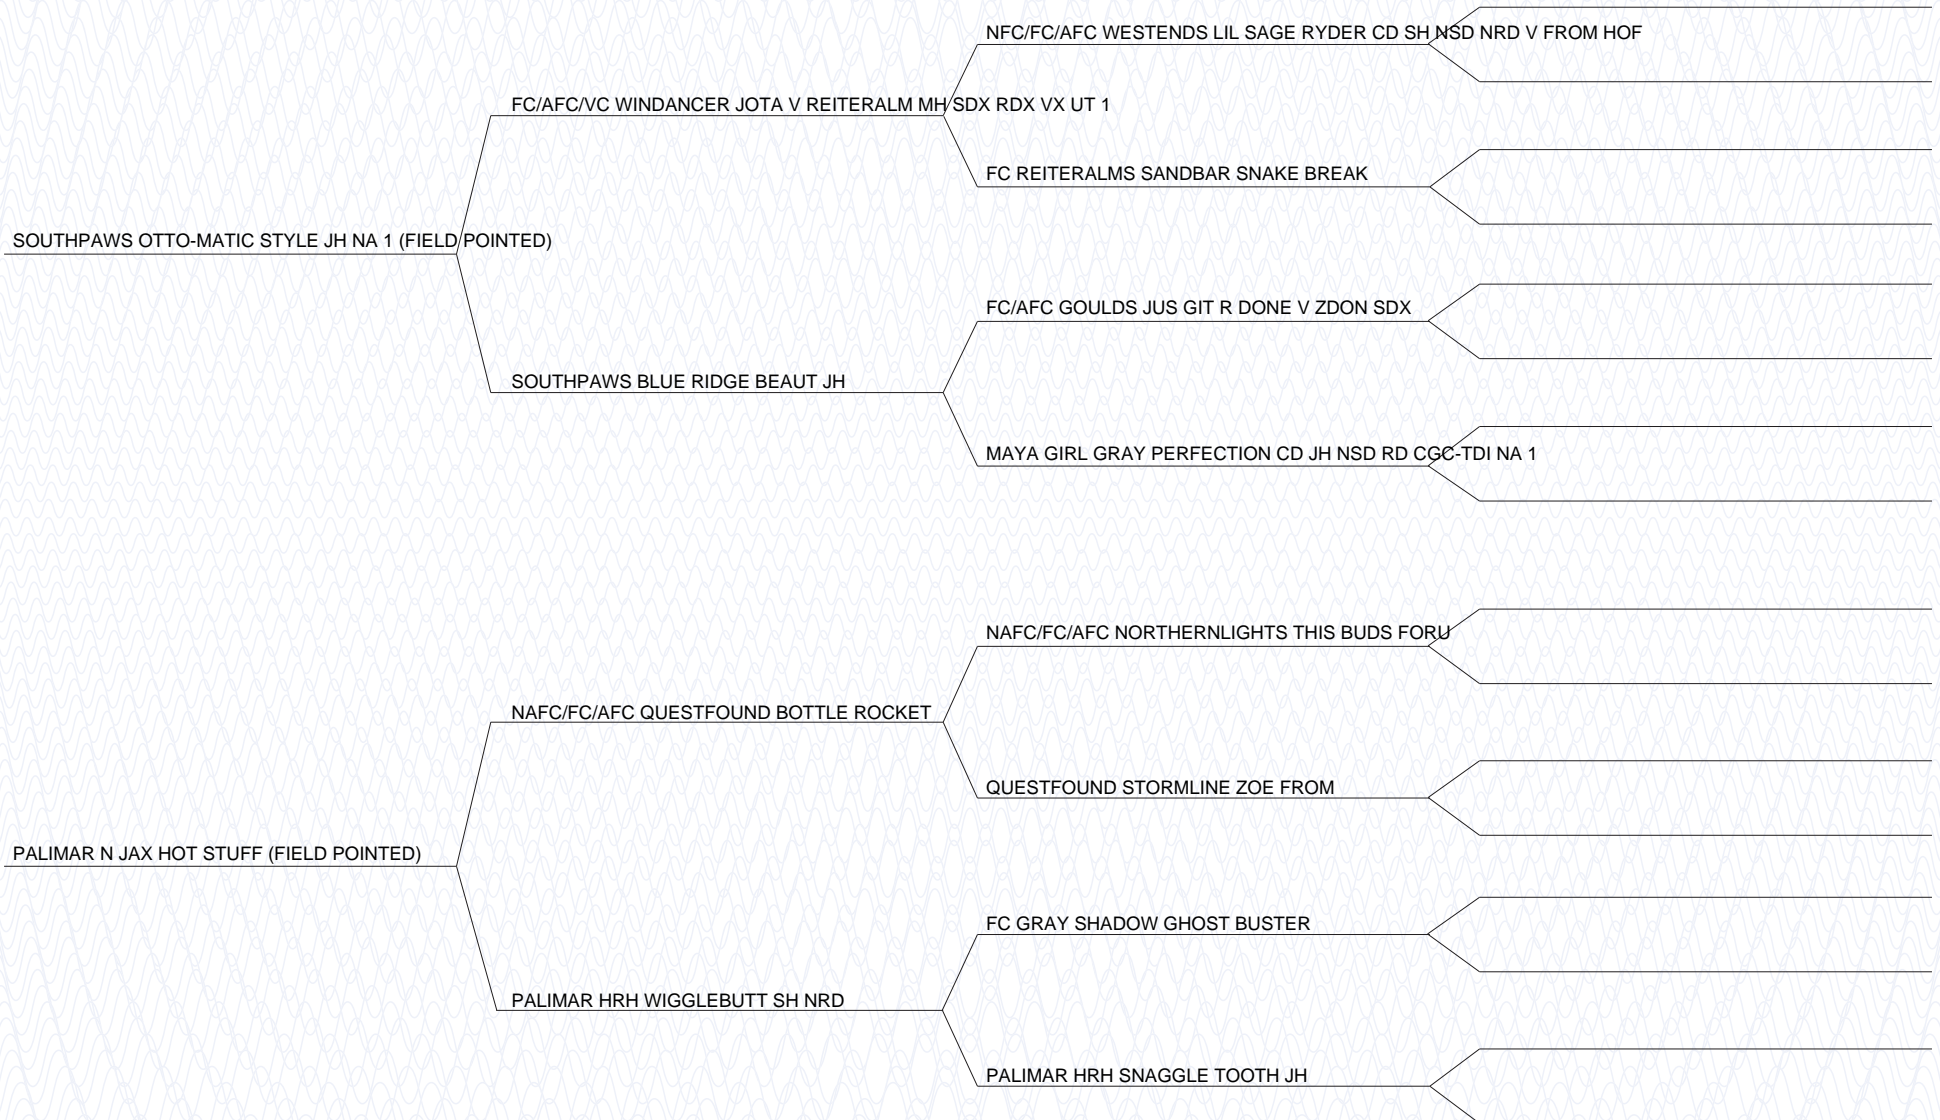 NFC/FC/AFC WESTENDS LIL SAGE RYDER CD SH NSD NRD V FROM HOF
FC/AFC/VC WINDANCER JOTA V REITERALM MH SDX RDX VX UT 1
FC REITERALMS SANDBAR SNAKE BREAK
SOUTHPAWS OTTO-MATIC STYLE JH NA 1 (FIELD POINTED)
FC/AFC GOULDS JUS GIT R DONE V ZDON SDX
SOUTHPAWS BLUE RIDGE BEAUT JH
MAYA GIRL GRAY PERFECTION CD JH NSD RD CGC-TDI NA 1
NAFC/FC/AFC NORTHERNLIGHTS THIS BUDS FORU
NAFC/FC/AFC QUESTFOUND BOTTLE ROCKET
QUESTFOUND STORMLINE ZOE FROM
PALIMAR N JAX HOT STUFF (FIELD POINTED)
FC GRAY SHADOW GHOST BUSTER
PALIMAR HRH WIGGLEBUTT SH NRD
PALIMAR HRH SNAGGLE TOOTH JH